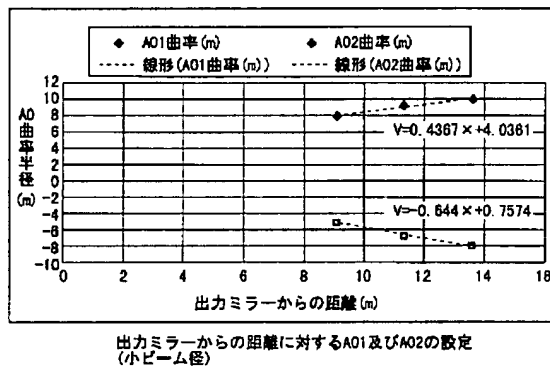 ◆ AO1曲率(m) ◆ AO2曲率(m)
線形(AO1曲率(m)) 線形(AO2曲率(m))
AO曲率半径(m)
12
10
8
6
4
2
0
-2
-4
-6
-8
-10
V=0.4367×+4.0361
V=-0.644×+0.7574
0 2 4 6 8 10 12 14 16 18
出力ミラーからの距離(m)
出力ミラーからの距離に対するAO1及びAO2の設定
(小ビーム径)